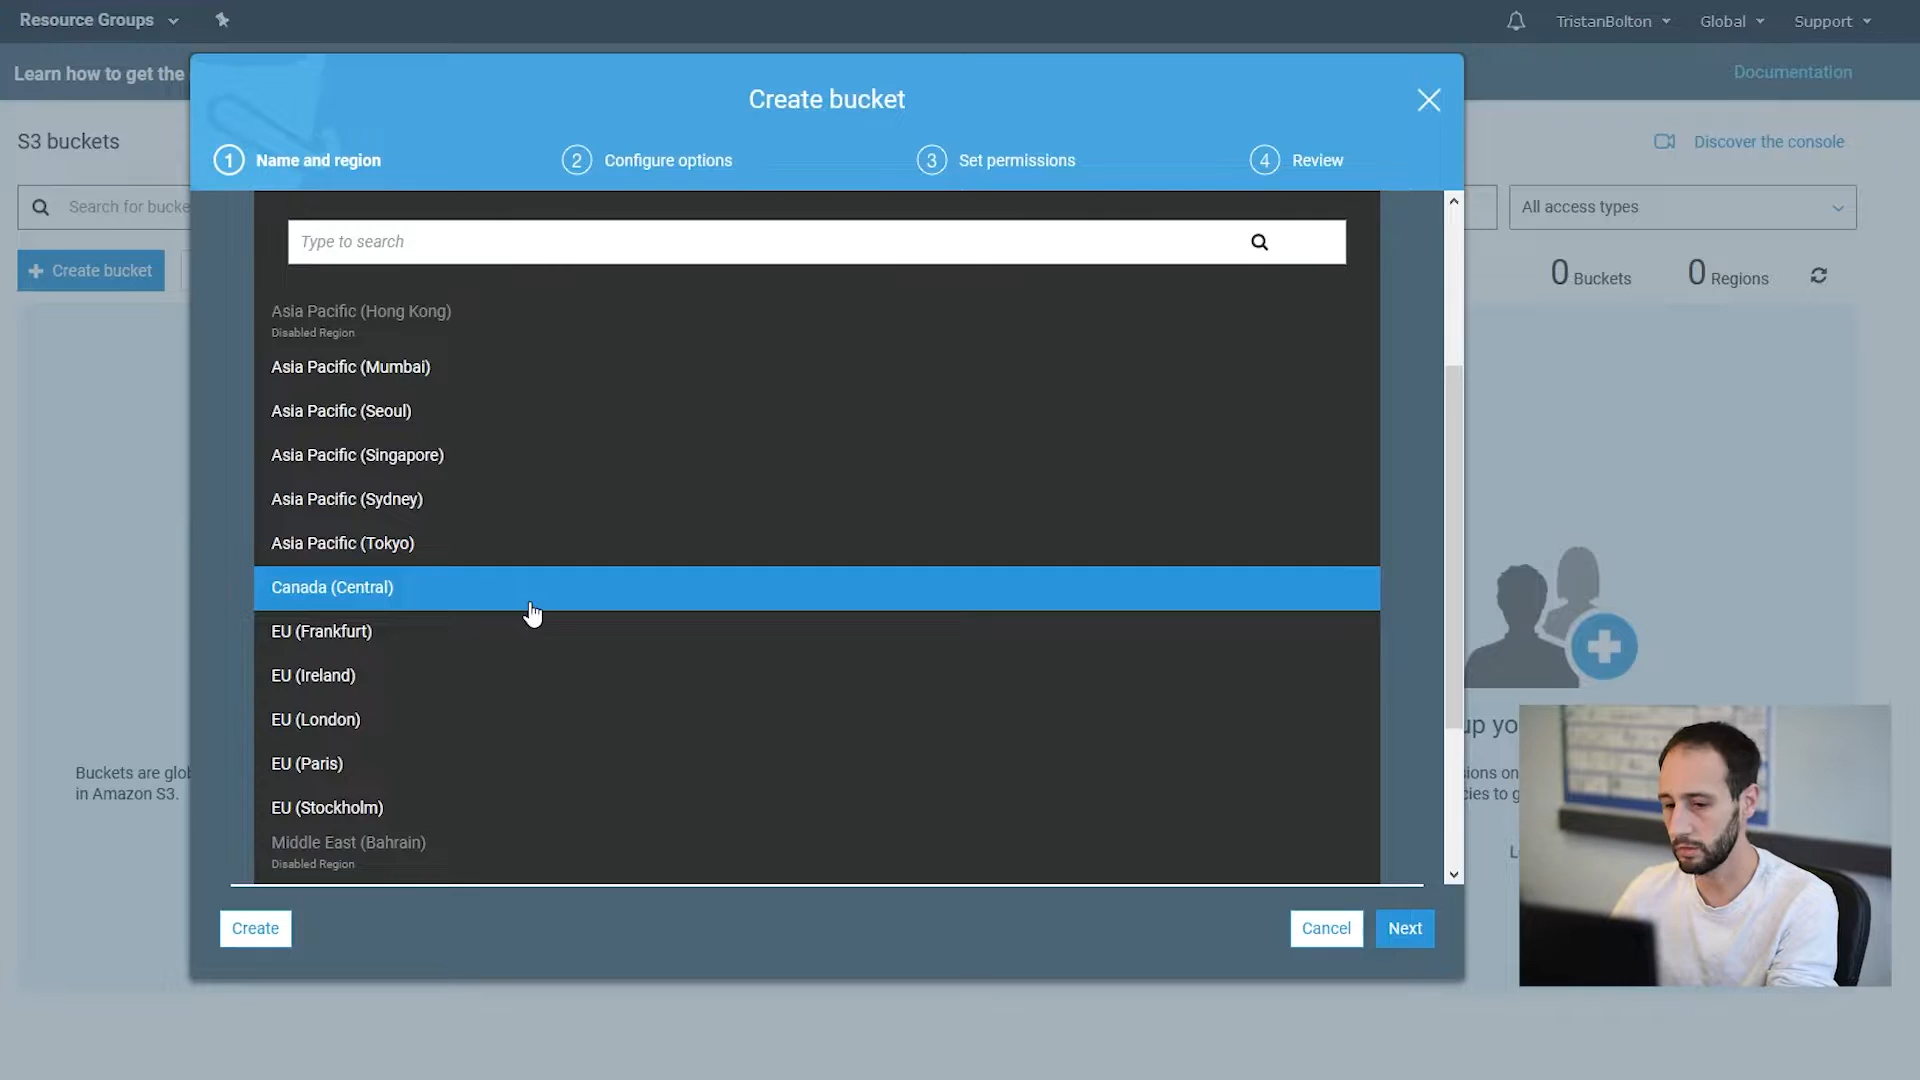 Resource Groups
TristanBolton
Global
Support
Learn how to get the
Documentation
Create bucket
1 Name and region
2 Configure options
3 Set permissions
4 Review
S3 buckets
Discover the console
Search for bucke
All access types
Type to search
Create bucket
0 Buckets
0 Regions
Asia Pacific (Hong Kong)
Disabled Region
Asia Pacific (Mumbai)
Asia Pacific (Seoul)
Asia Pacific (Singapore)
Asia Pacific (Sydney)
Asia Pacific (Tokyo)
Canada (Central)
EU (Frankfurt)
EU (Ireland)
EU (London)
EU (Paris)
EU (Stockholm)
Middle East (Bahrain)
Disabled Region
Buckets are glob
in Amazon S3.
up yo
sions on
cies to g
L
Create
Cancel
Next